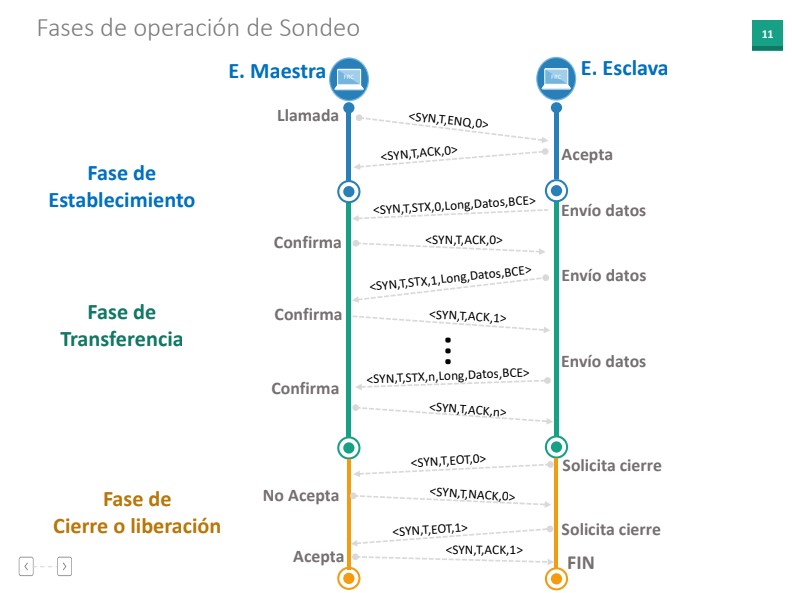 Fases de operación de Sondeo
11
E. Maestra
E. Esclava
Llamada
<SYN,T,ENQ,0>
<SYN,T,ACK,0>
Acepta
Fase de
Establecimiento
<SYN,T,STX,0,Long,Datos,BCE>
Envío datos
Confirma
<SYN,T,ACK,0>
<SYN,T,STX,1,Long,Datos,BCE>
Envío datos
Fase de
Transferencia
Confirma
<SYN,T,ACK,1>
Envío datos
<SYN,T,STX,n,Long,Datos,BCE>
Confirma
<SYN,T,ACK,n>
<SYN,T,EOT,0>
Solicita cierre
Fase de
Cierre o liberación
No Acepta
<SYN,T,NACK,0>
<SYN,T,EOT,1>
Solicita cierre
Acepta
<SYN,T,ACK,1>
FIN